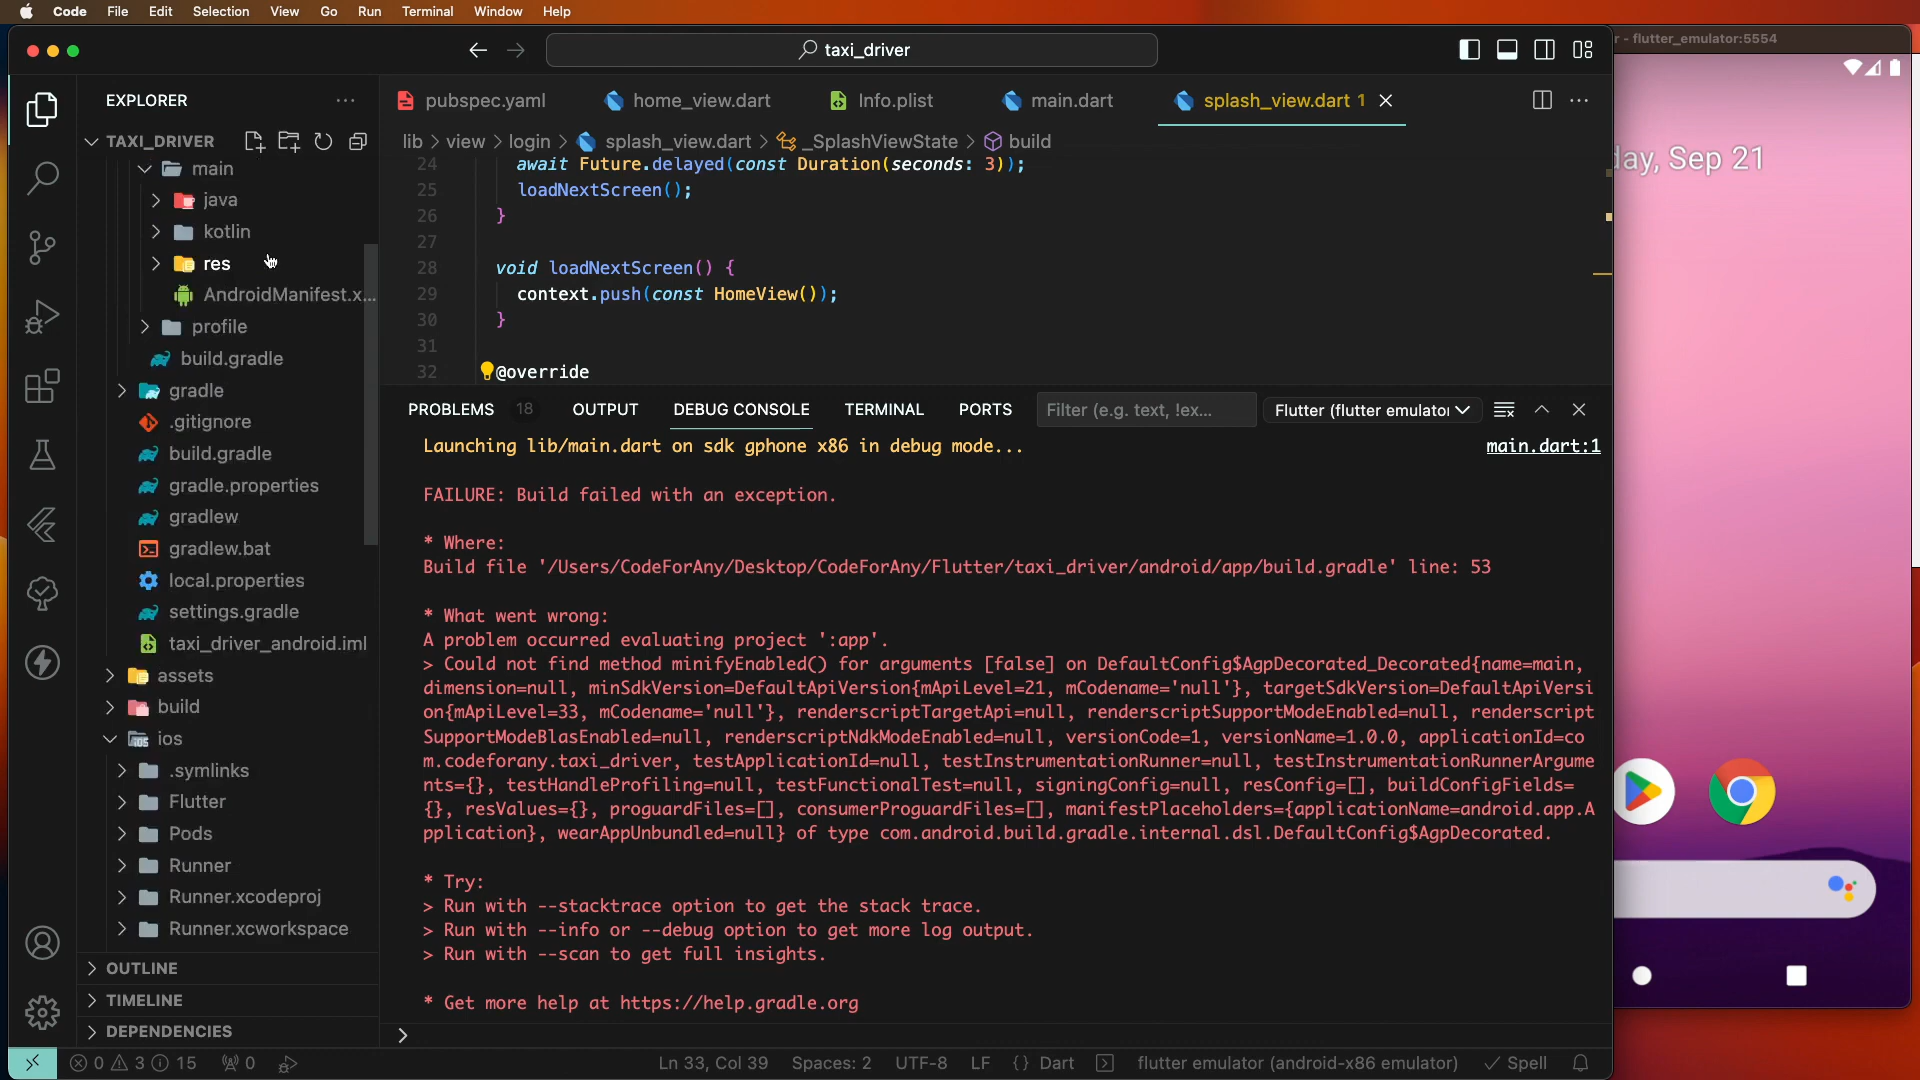 Code File Edit Selection View Go Run Terminal Window Help
taxi_driver
r - flutter_emulator:5554
EXPLORER
pubspec.yaml home_view.dart Info.plist main.dart splash_view.dart 1
TAXI_DRIVER
lib > view > login > splash_view.dart > _SplashViewState > build
main
java
kotlin
res
AndroidManifest.x...
profile
build.gradle
gradle
.gitignore
build.gradle
gradle.properties
gradlew
gradlew.bat
local.properties
settings.gradle
taxi_driver_android.iml
assets
build
ios
.symlinks
Flutter
Pods
Runner
Runner.xcodeproj
Runner.xcworkspace
OUTLINE
TIMELINE
DEPENDENCIES
24 await Future.delayed(const Duration(seconds: 3));
25 loadNextScreen();
26 }
27
28 void loadNextScreen() {
29 context.push(const HomeView());
30 }
31
32 @override
PROBLEMS 18 OUTPUT DEBUG CONSOLE TERMINAL PORTS Filter (e.g. text, !ex... Flutter (flutter emulator
Launching lib/main.dart on sdk gphone x86 in debug mode... main.dart:1
FAILURE: Build failed with an exception.
* Where:
Build file '/Users/CodeForAny/Desktop/CodeForAny/Flutter/taxi_driver/android/app/build.gradle' line: 53
* What went wrong:
A problem occurred evaluating project ':app'.
> Could not find method minifyEnabled() for arguments [false] on DefaultConfig$AgpDecorated_Decorated{name=main,
dimension=null, minSdkVersion=DefaultApiVersion{mApiLevel=21, mCodename='null'}, targetSdkVersion=DefaultApiVersi
on{mApiLevel=33, mCodename='null'}, renderscriptTargetApi=null, renderscriptSupportModeEnabled=null, renderscript
SupportModeBlasEnabled=null, renderscriptNdkModeEnabled=null, versionCode=1, versionName=1.0.0, applicationId=co
m.codeforany.taxi_driver, testApplicationId=null, testInstrumentationRunner=null, testInstrumentationRunnerArgume
nts={}, testHandleProfiling=null, testFunctionalTest=null, signingConfig=null, resConfig=[], buildConfigFields=
{}, resValues={}, proguardFiles=[], consumerProguardFiles=[], manifestPlaceholders={applicationName=android.app.A
pplication}, wearAppUnbundled=null} of type com.android.build.gradle.internal.dsl.DefaultConfig$AgpDecorated.
* Try:
> Run with --stacktrace option to get the stack trace.
> Run with --info or --debug option to get more log output.
> Run with --scan to get full insights.
* Get more help at https://help.gradle.org
>
0 3 15 0 Ln 33, Col 39 Spaces: 2 UTF-8 LF {} Dart flutter emulator (android-x86 emulator) Spell
day, Sep 21